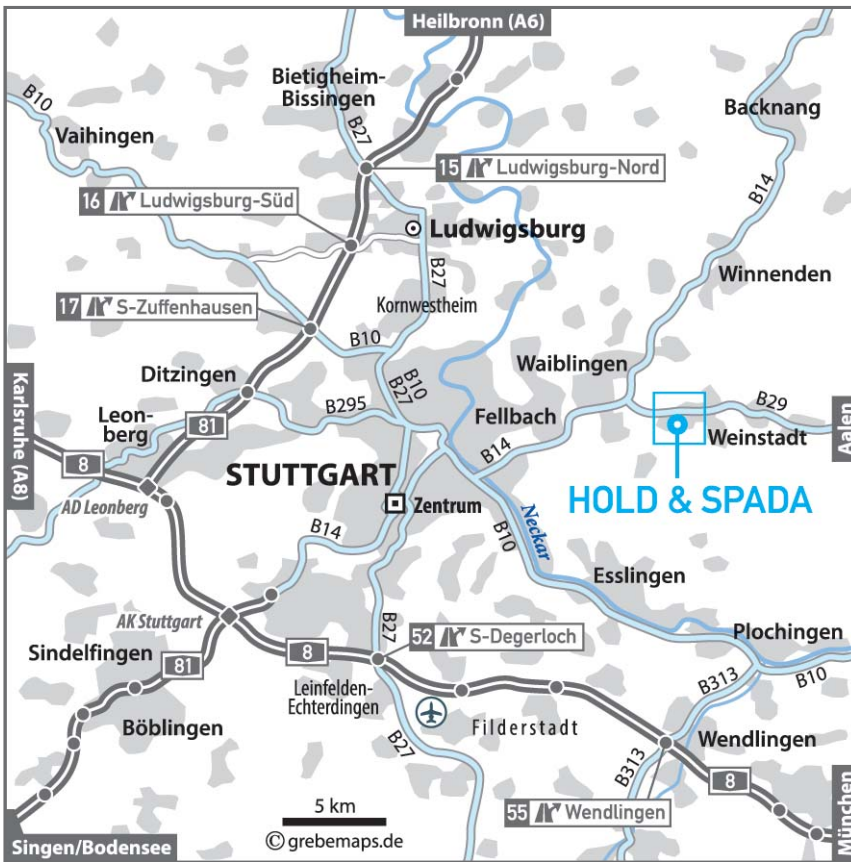 Heilbronn (A6)
Bietigheim-
Bissingen
B10
Vaihingen
B27
Backnang
15 Ludwigsburg-Nord
B14
16 Ludwigsburg-Süd
Ludwigsburg
B27
Winnenden
Kornwestheim
17 S-Zuffenhausen
B10
Waiblingen
Ditzingen
B10
B27
Karlsruhe (A8)
Leon-
berg
81
B295
Fellbach
B29
Aalen
Weinstadt
8
B14
STUTTGART
HOLD & SPADA
AD Leonberg
Zentrum
Neckar
B14
B10
Esslingen
AK Stuttgart
B27
52 S-Degerloch
Plochingen
Sindelfingen
81
8
B313
B10
Leinfelden-
Echterdingen
Böblingen
Filderstadt
B27
Wendlingen
B313
8
5 km
55 Wendlingen
© grebemaps.de
Singen/Bodensee
München